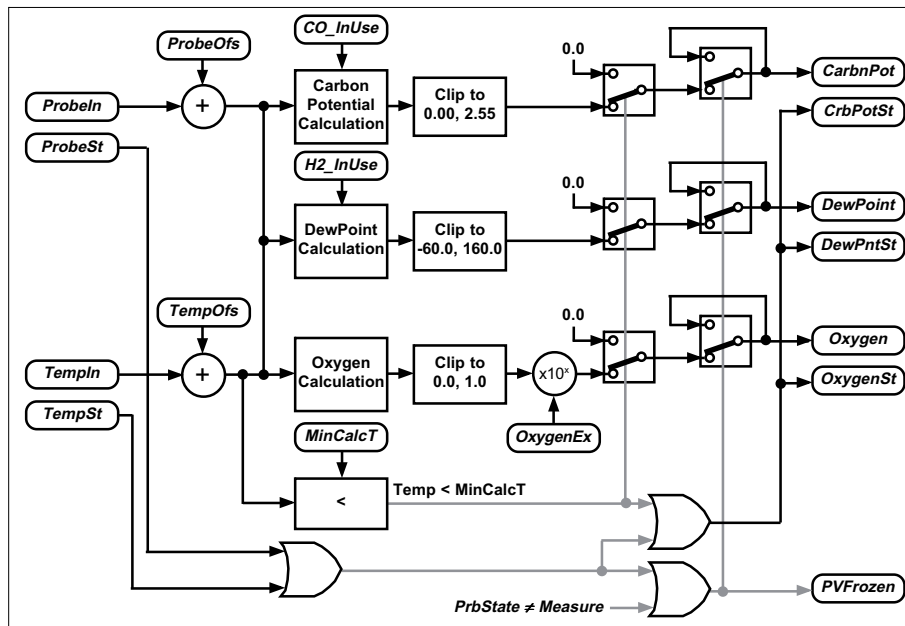 CO_InUse
ProbeOfs
0.0
ProbeIn
+
Carbon
Potential
Calculation
Clip to
0.00, 2.55
CarbnPot
CrbPotSt
ProbeSt
H2_InUse
0.0
DewPoint
Calculation
Clip to
-60.0, 160.0
DewPoint
DewPntSt
TempOfs
0.0
Oxygen
TempIn
+
Oxygen
Calculation
Clip to
0.0, 1.0
x10ˣ
OxygenSt
TempSt
MinCalcT
OxygenEx
<
Temp < MinCalcT
PVFrozen
PrbState ≠ Measure